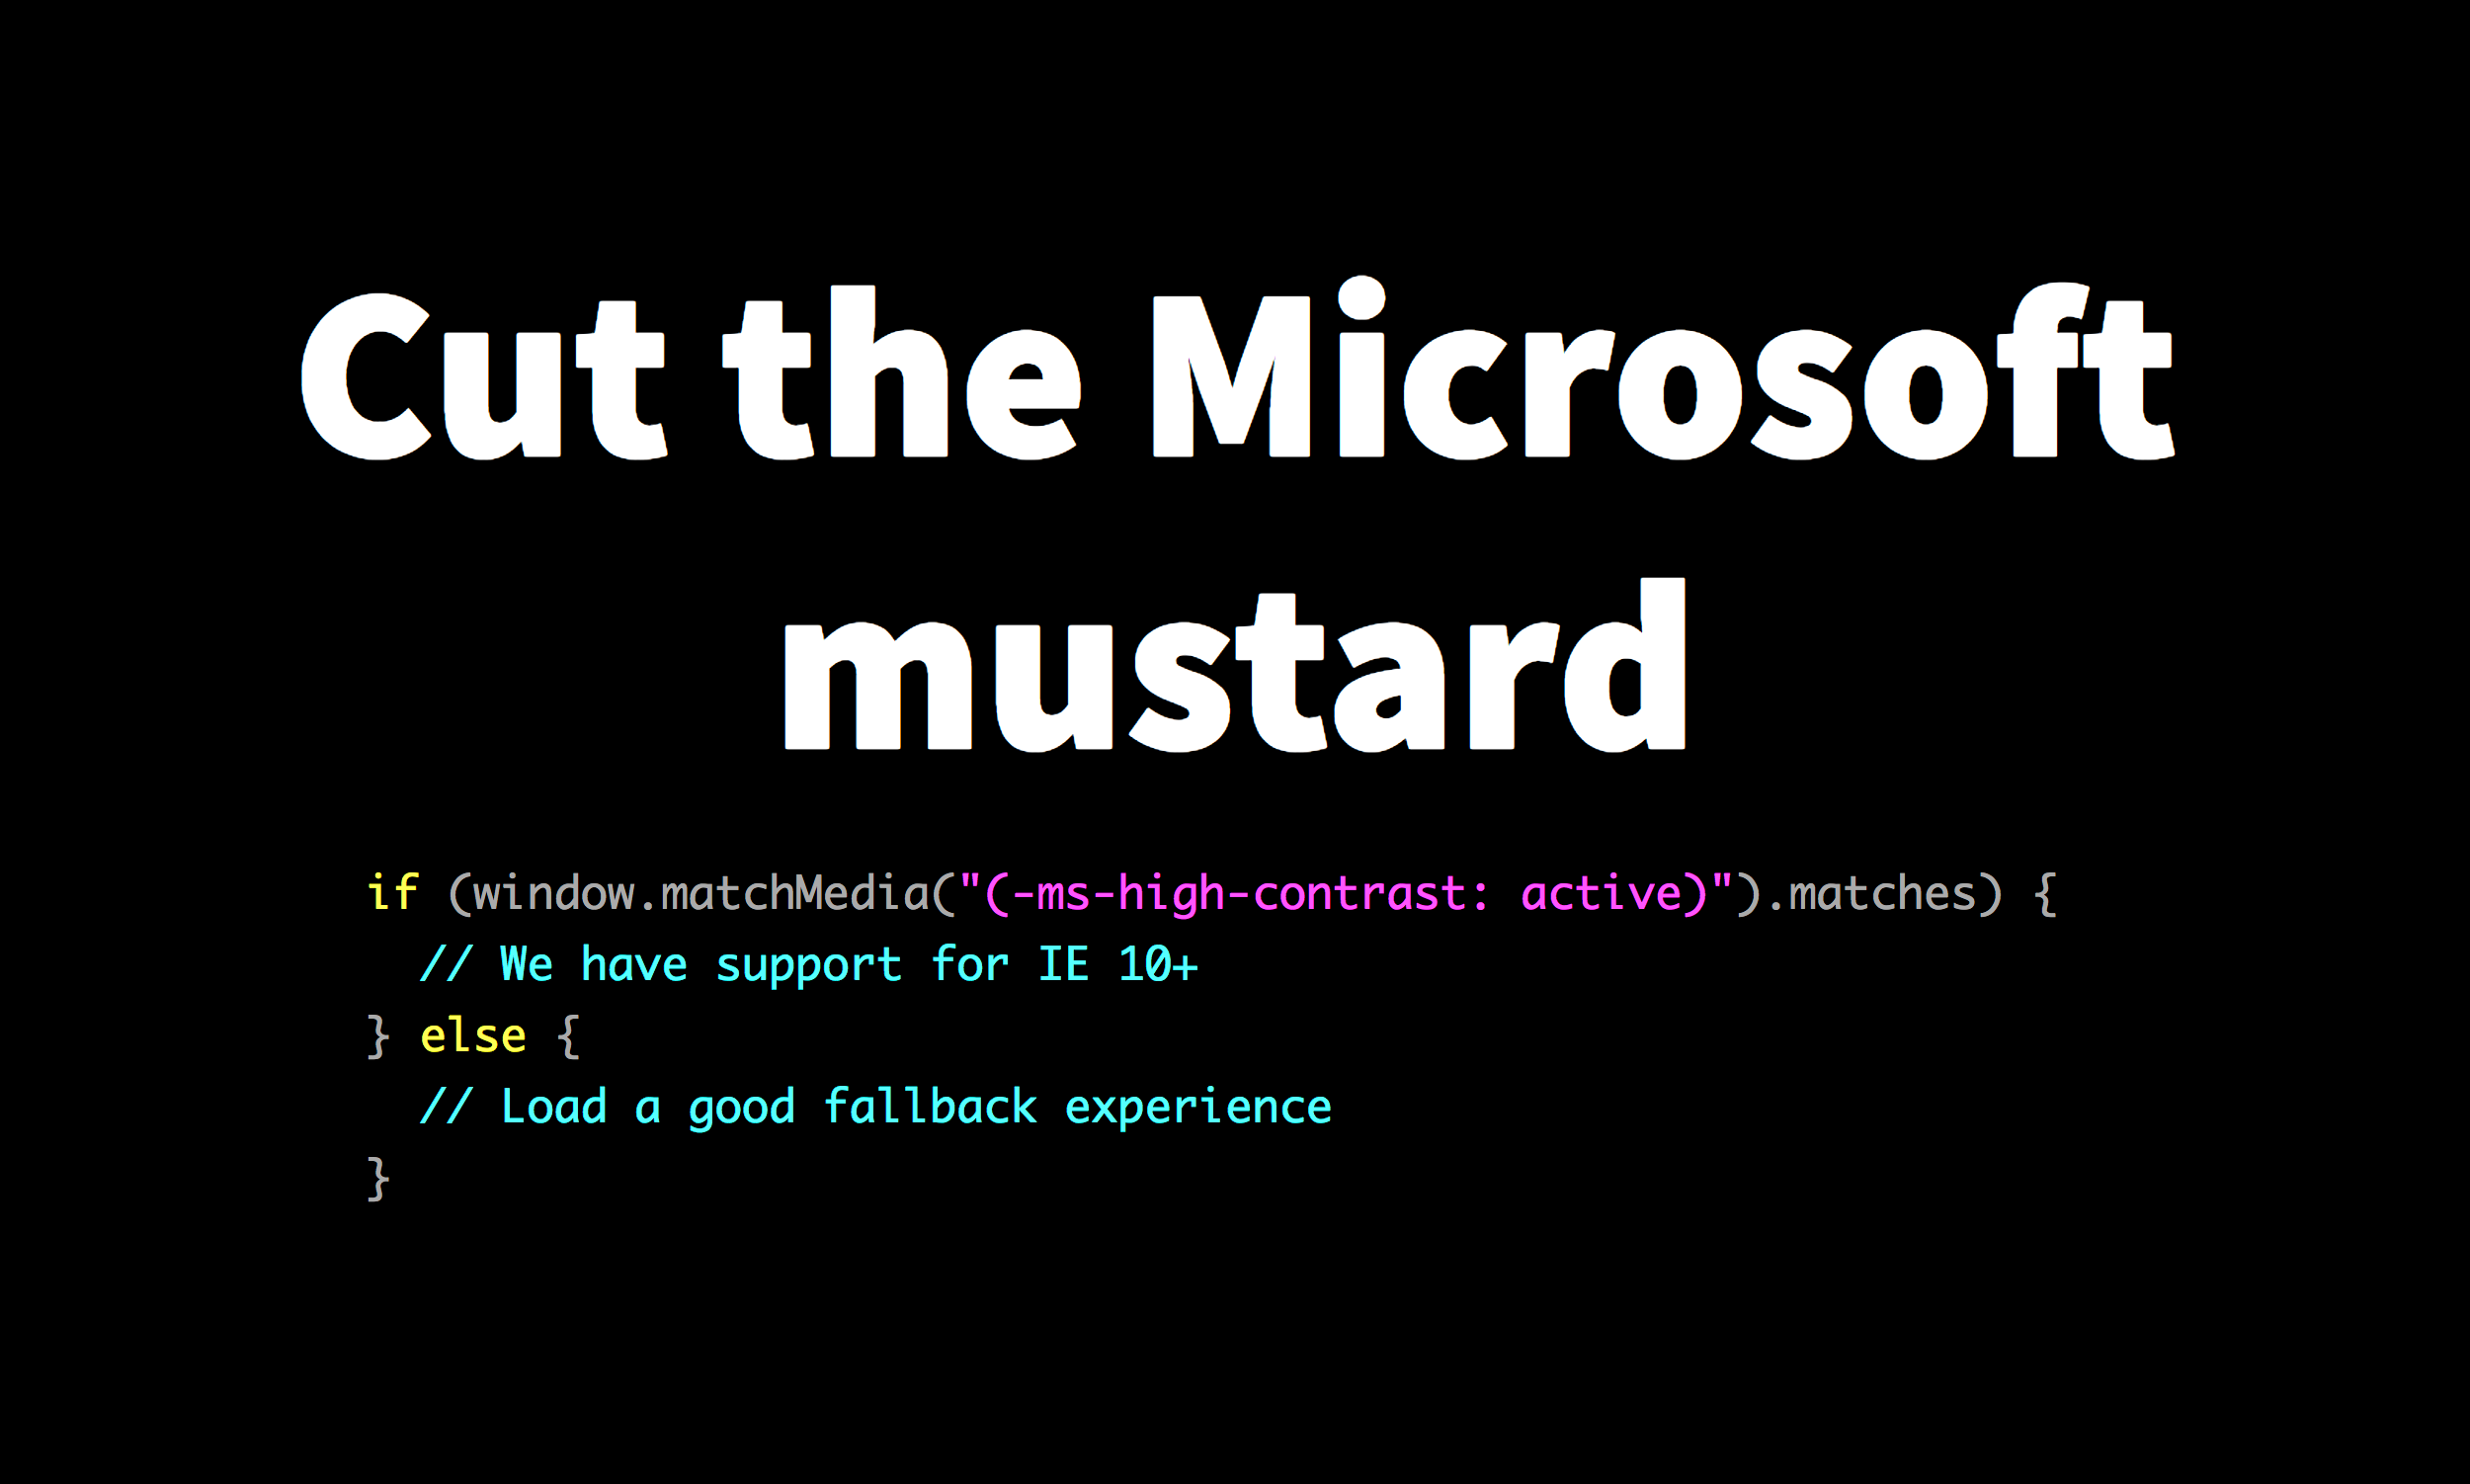 Cut the Microsoft
mustard
if (window.matchMedia("(-ms-high-contrast: active)").matches) {
  // We have support for IE 10+
} else {
  // Load a good fallback experience
}